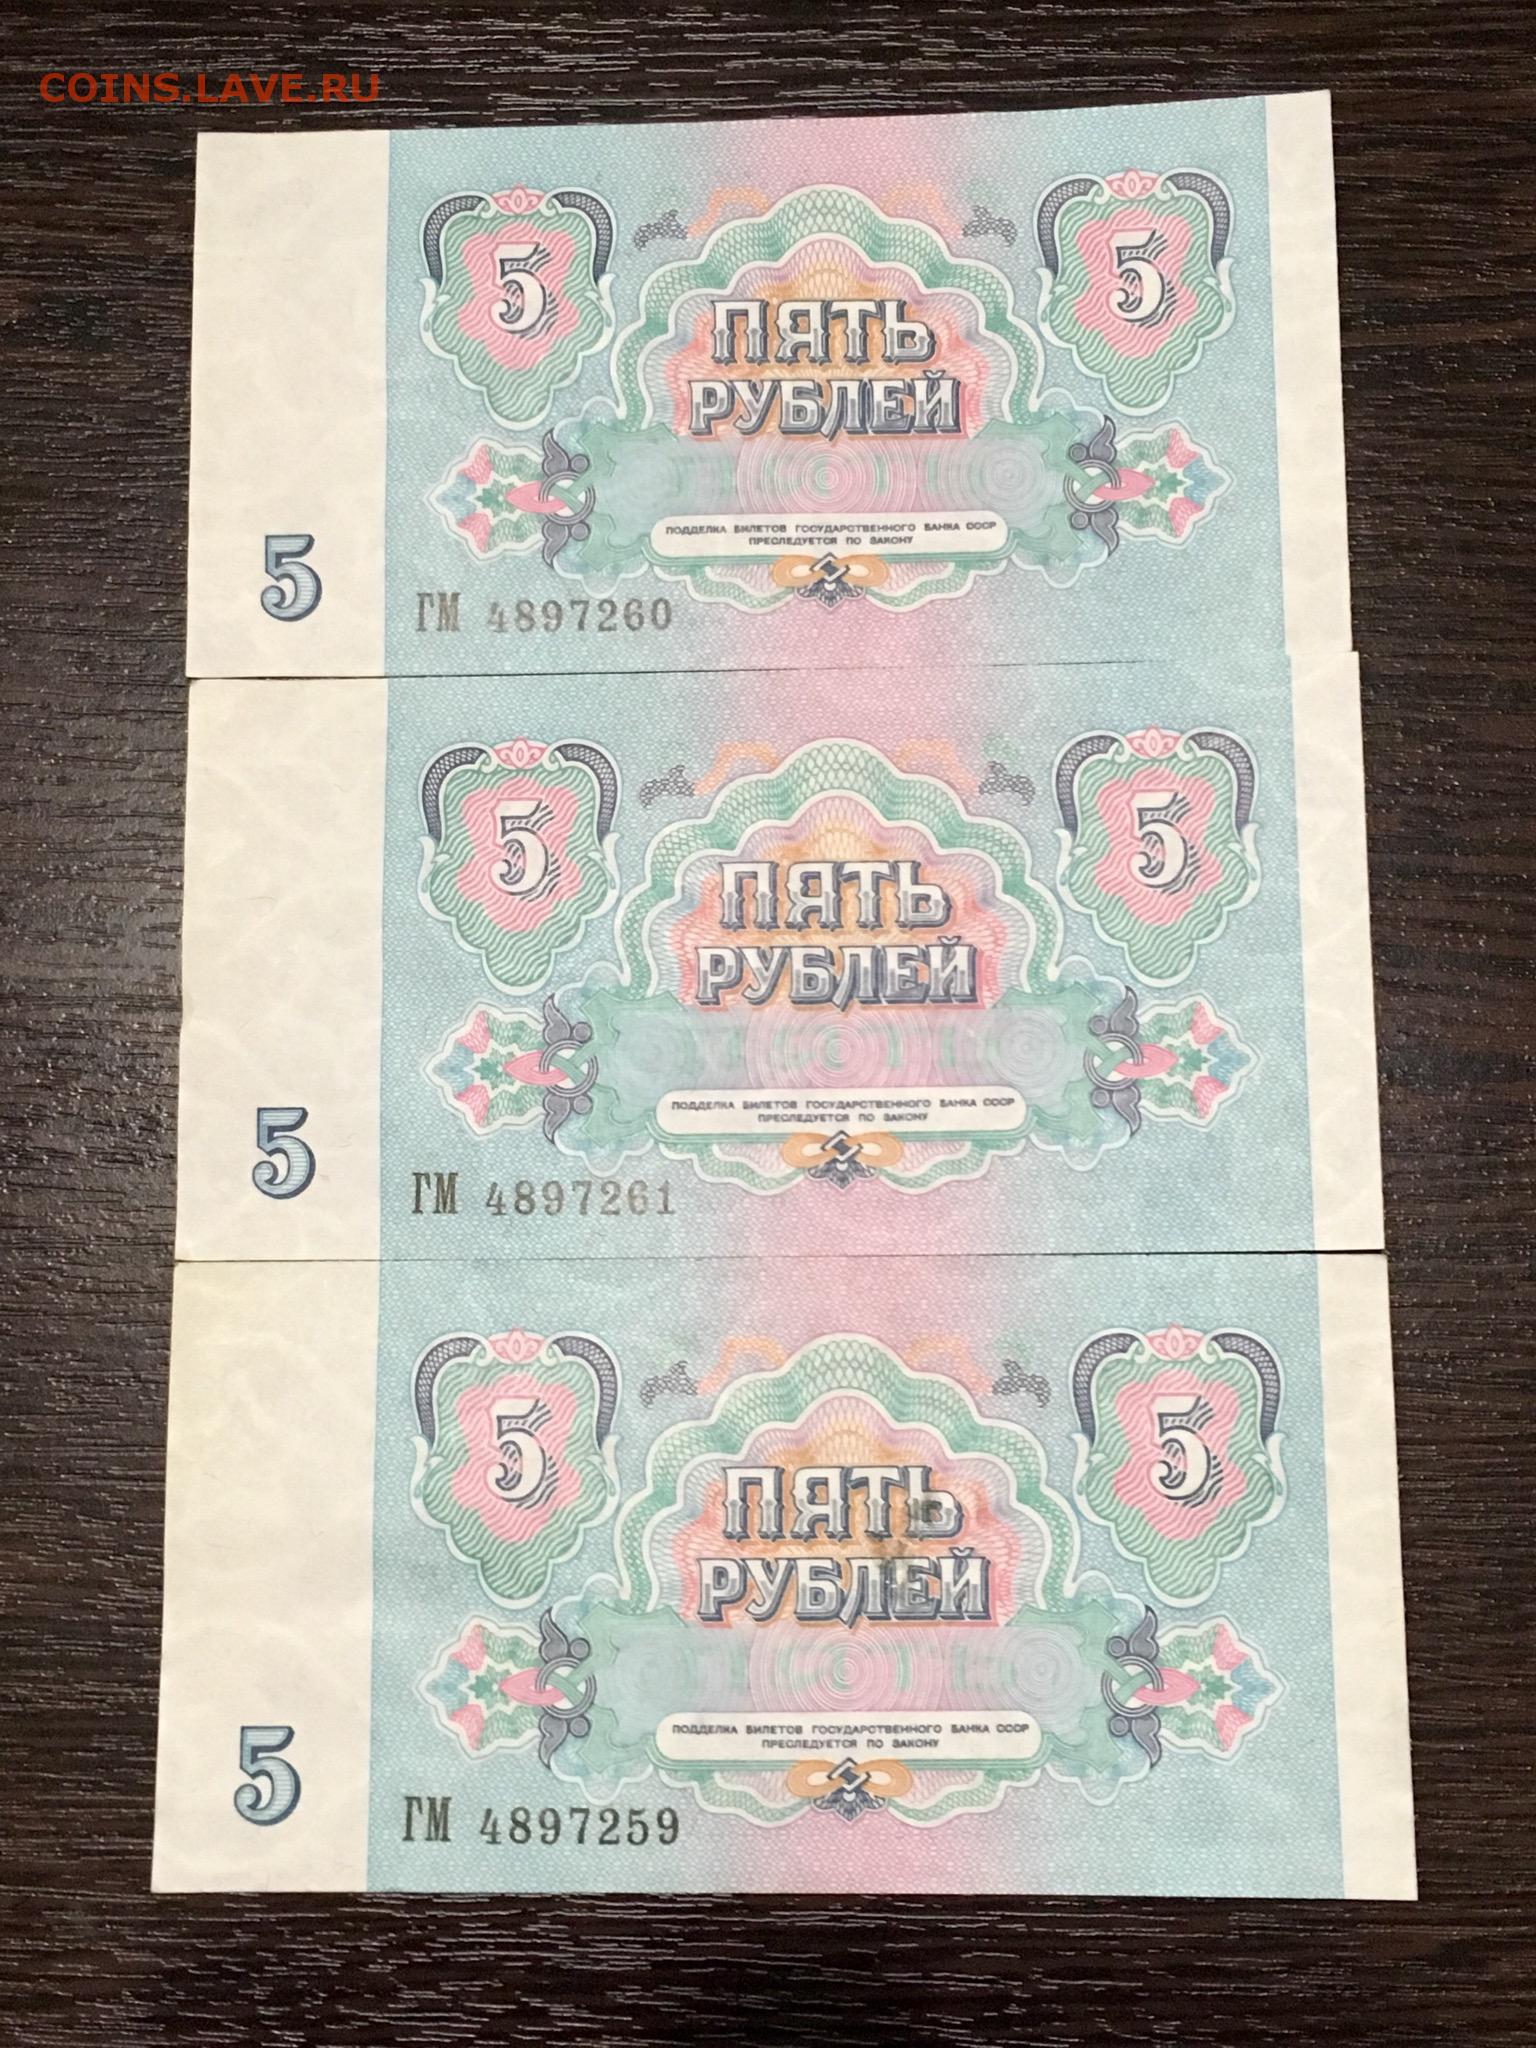 COINS.LAVE.RU
5
5
ПЯТЬ
РУБЛЕЙ
ПОДДЕЛКА БИЛЕТОВ ГОСУДАРСТВЕННОГО БАНКА СССР
ПРЕСЛЕДУЕТСЯ ПО ЗАКОНУ
5
ГМ 4897260
5
5
ПЯТЬ
РУБЛЕЙ
ПОДДЕЛКА БИЛЕТОВ ГОСУДАРСТВЕННОГО БАНКА СССР
ПРЕСЛЕДУЕТСЯ ПО ЗАКОНУ
5
ГМ 4897261
5
5
ПЯТЬ
РУБЛЕЙ
ПОДДЕЛКА БИЛЕТОВ ГОСУДАРСТВЕННОГО БАНКА СССР
ПРЕСЛЕДУЕТСЯ ПО ЗАКОНУ
5
ГМ 4897259